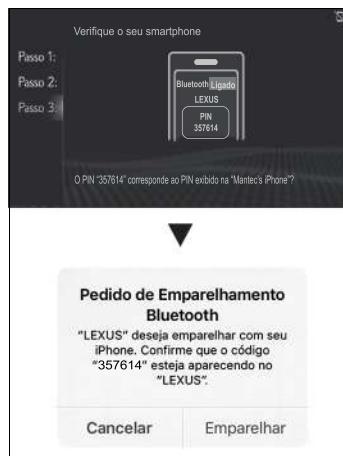 Verifique o seu smartphone
Passo 1:
Passo 2:
Passo 3:
Bluetooth Ligado
LEXUS
PIN
357614
O PIN “357614” corresponde ao PIN exibido na “Mantec's iPhone”?
Pedido de Emparelhamento
Bluetooth
“LEXUS” deseja emparelhar com seu
iPhone. Confirme que o código
“357614” esteja aparecendo no
“LEXUS”.
Cancelar Emparelhar